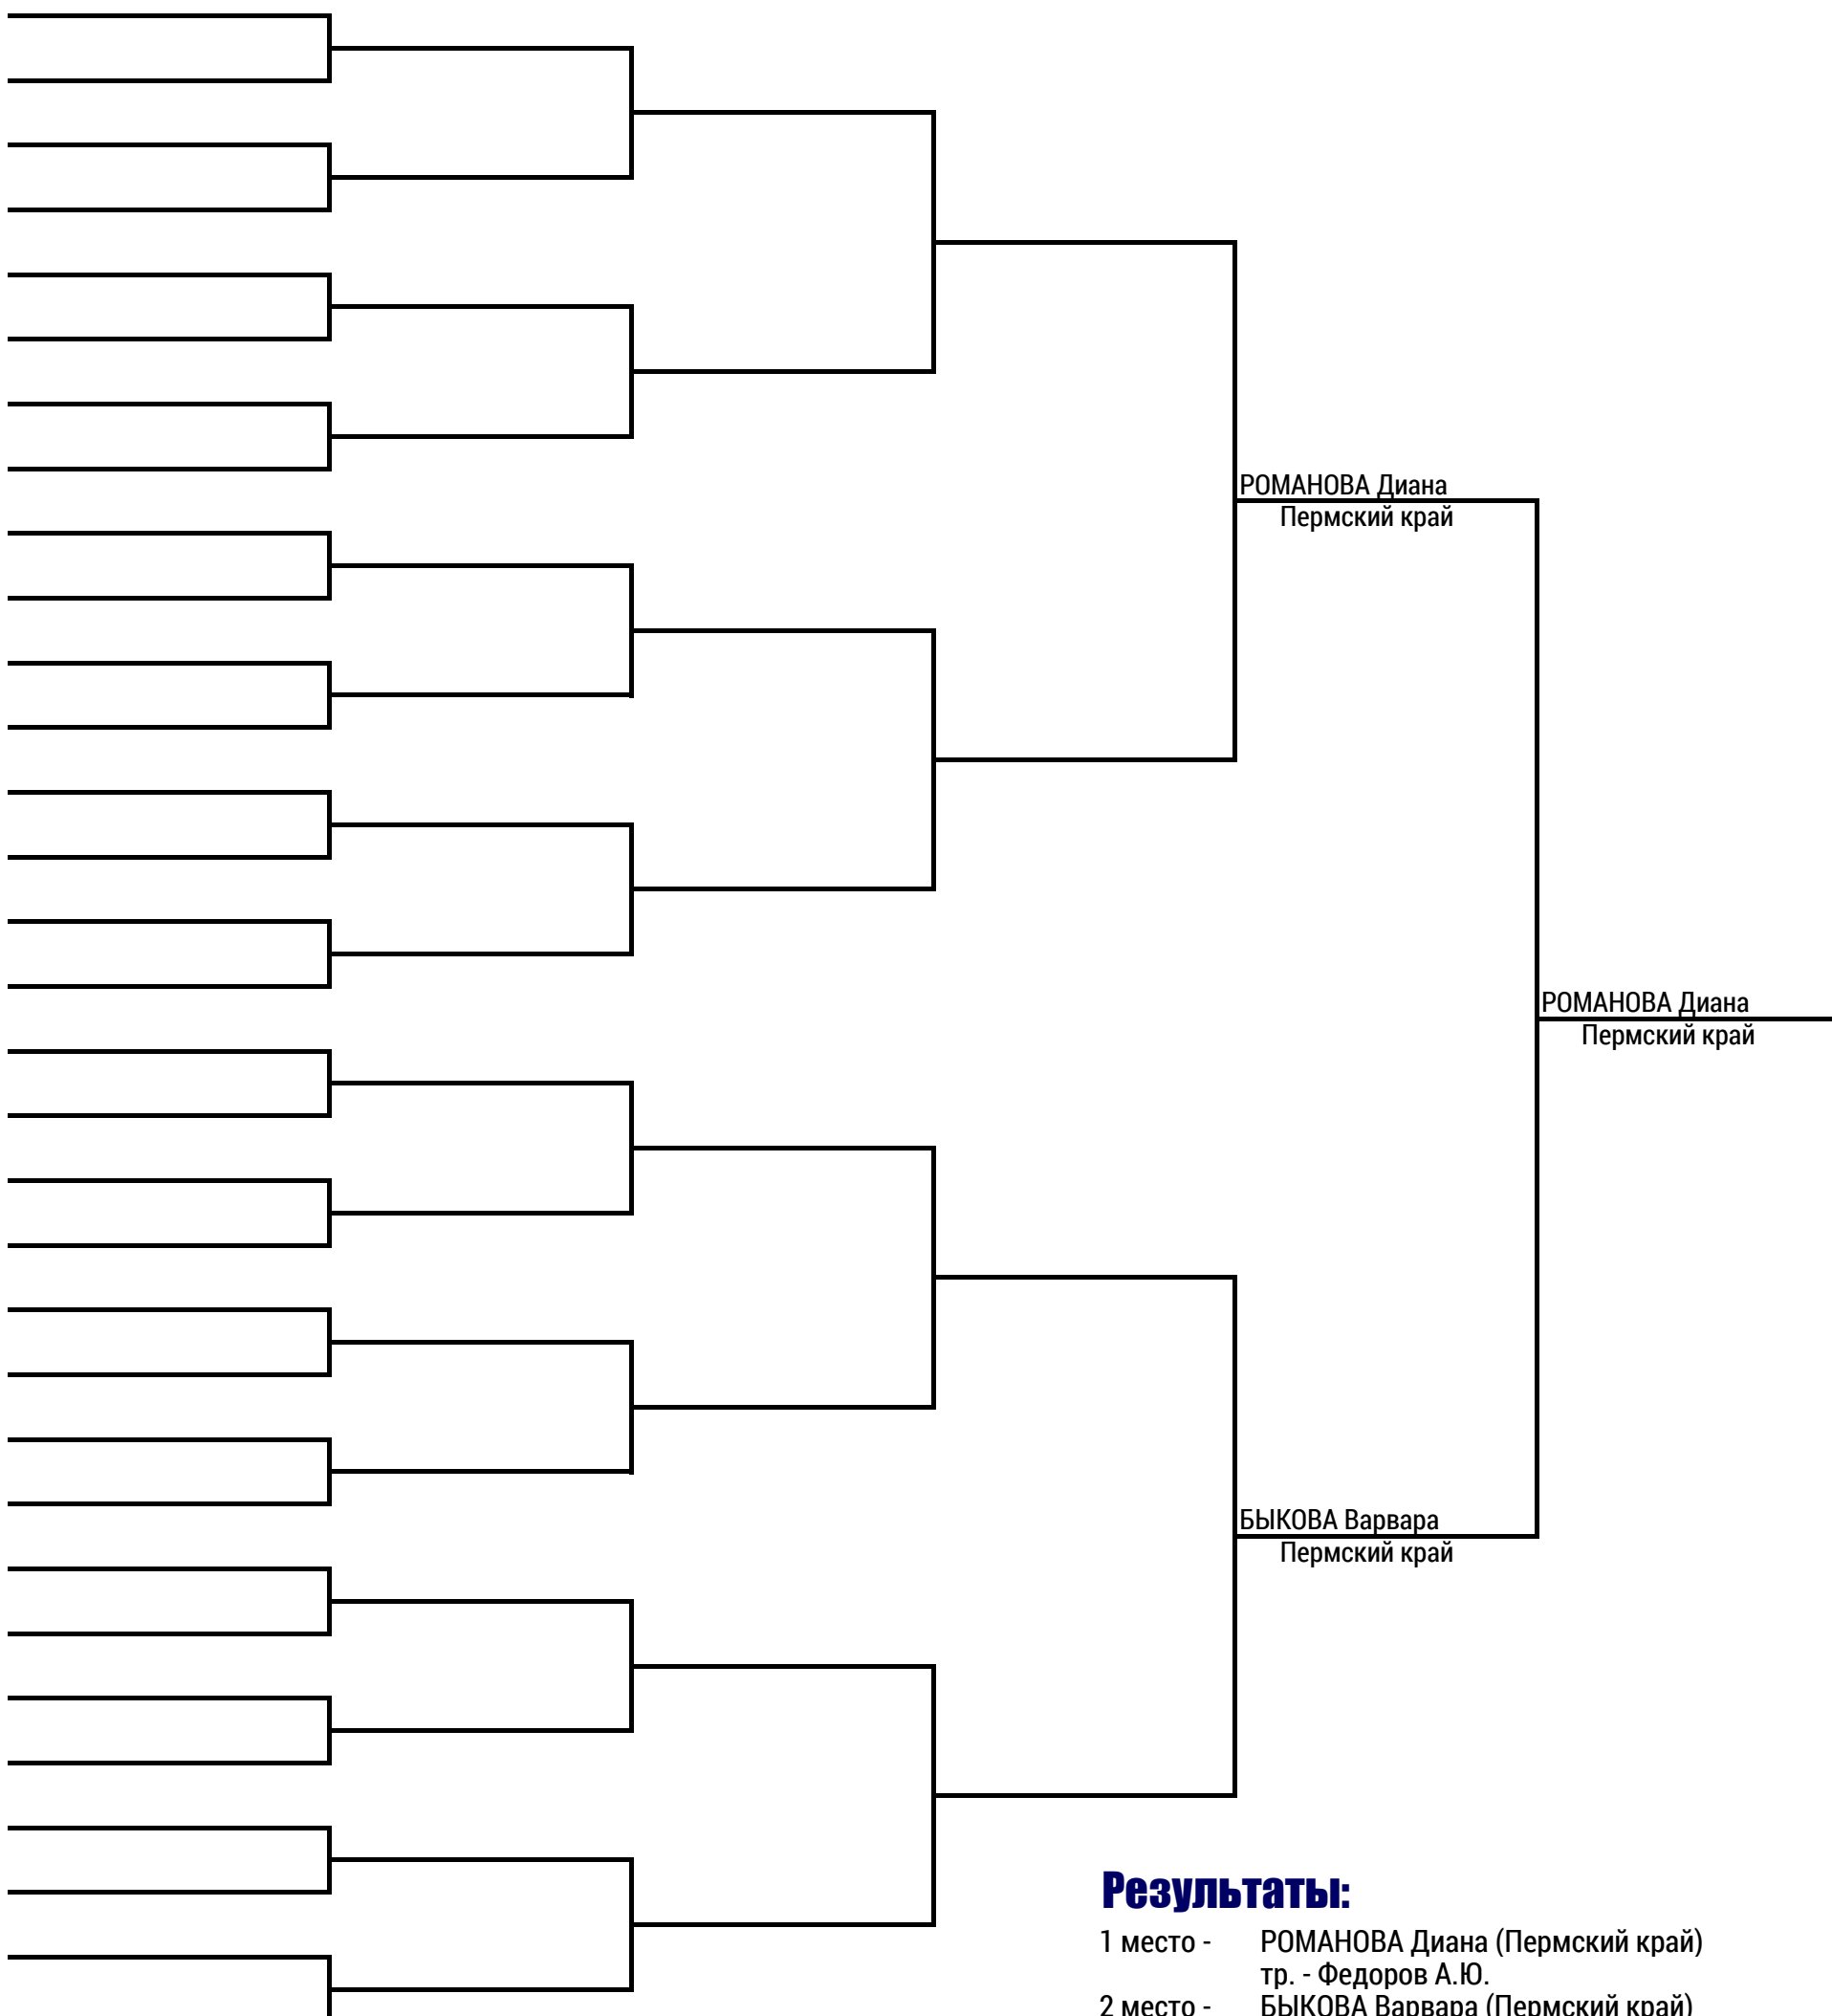 РОМАНОВА Диана
Пермский край
РОМАНОВА Диана
Пермский край
БЫКОВА Варвара
Пермский край
Результаты:
1 место - РОМАНОВА Диана (Пермский край)
тр. - Федоров А.Ю.
2 место - БЫКОВА Варвара (Пермский край)